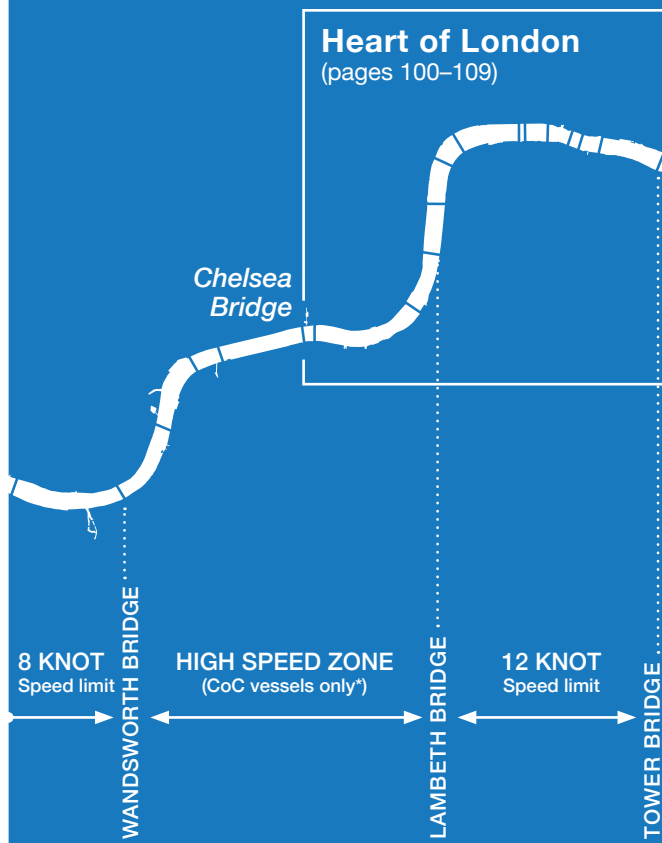 Heart of London
(pages 100–109)
Chelsea
Bridge
8 KNOT
Speed limit
WANDSWORTH BRIDGE
HIGH SPEED ZONE
(CoC vessels only*)
LAMBETH BRIDGE
12 KNOT
Speed limit
TOWER BRIDGE